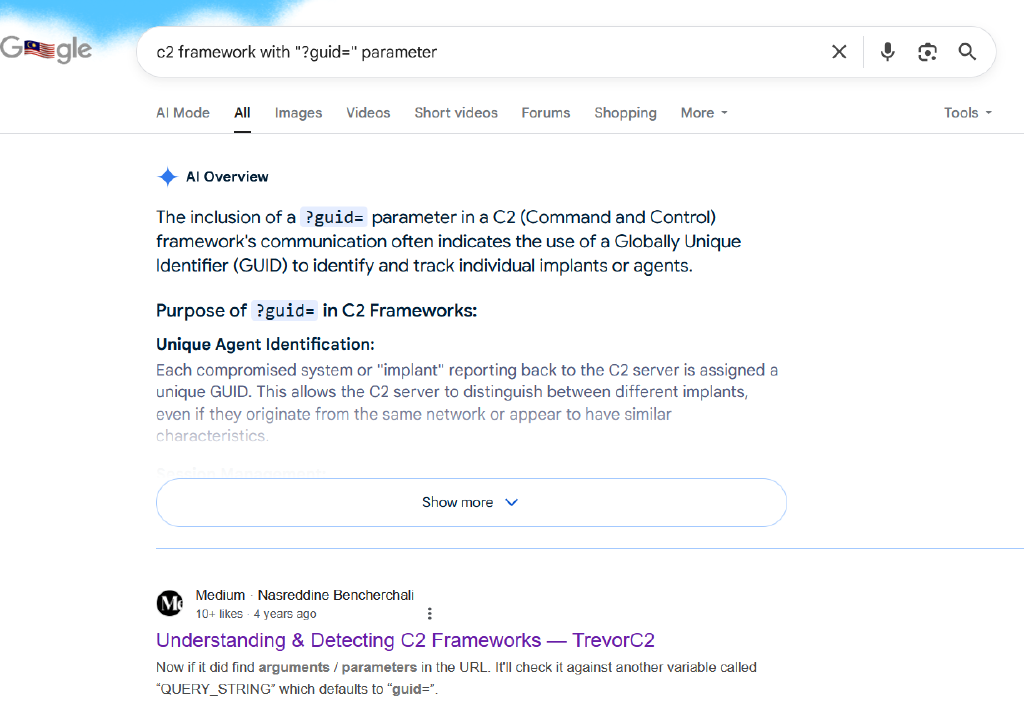 Google
c2 framework with "?guid=" parameter
AI Mode All Images Videos Short videos Forums Shopping More Tools
AI Overview
The inclusion of a ?guid= parameter in a C2 (Command and Control)
framework's communication often indicates the use of a Globally Unique
Identifier (GUID) to identify and track individual implants or agents.
Purpose of ?guid= in C2 Frameworks:
Unique Agent Identification:
Each compromised system or "implant" reporting back to the C2 server is assigned a
unique GUID. This allows the C2 server to distinguish between different implants,
even if they originate from the same network or appear to have similar
characteristics.
Session Management:
Show more
Medium · Nasreddine Bencherchali
10+ likes · 4 years ago
Understanding & Detecting C2 Frameworks — TrevorC2
Now if it did find arguments / parameters in the URL. It'll check it against another variable called
“QUERY_STRING” which defaults to “guid=”.